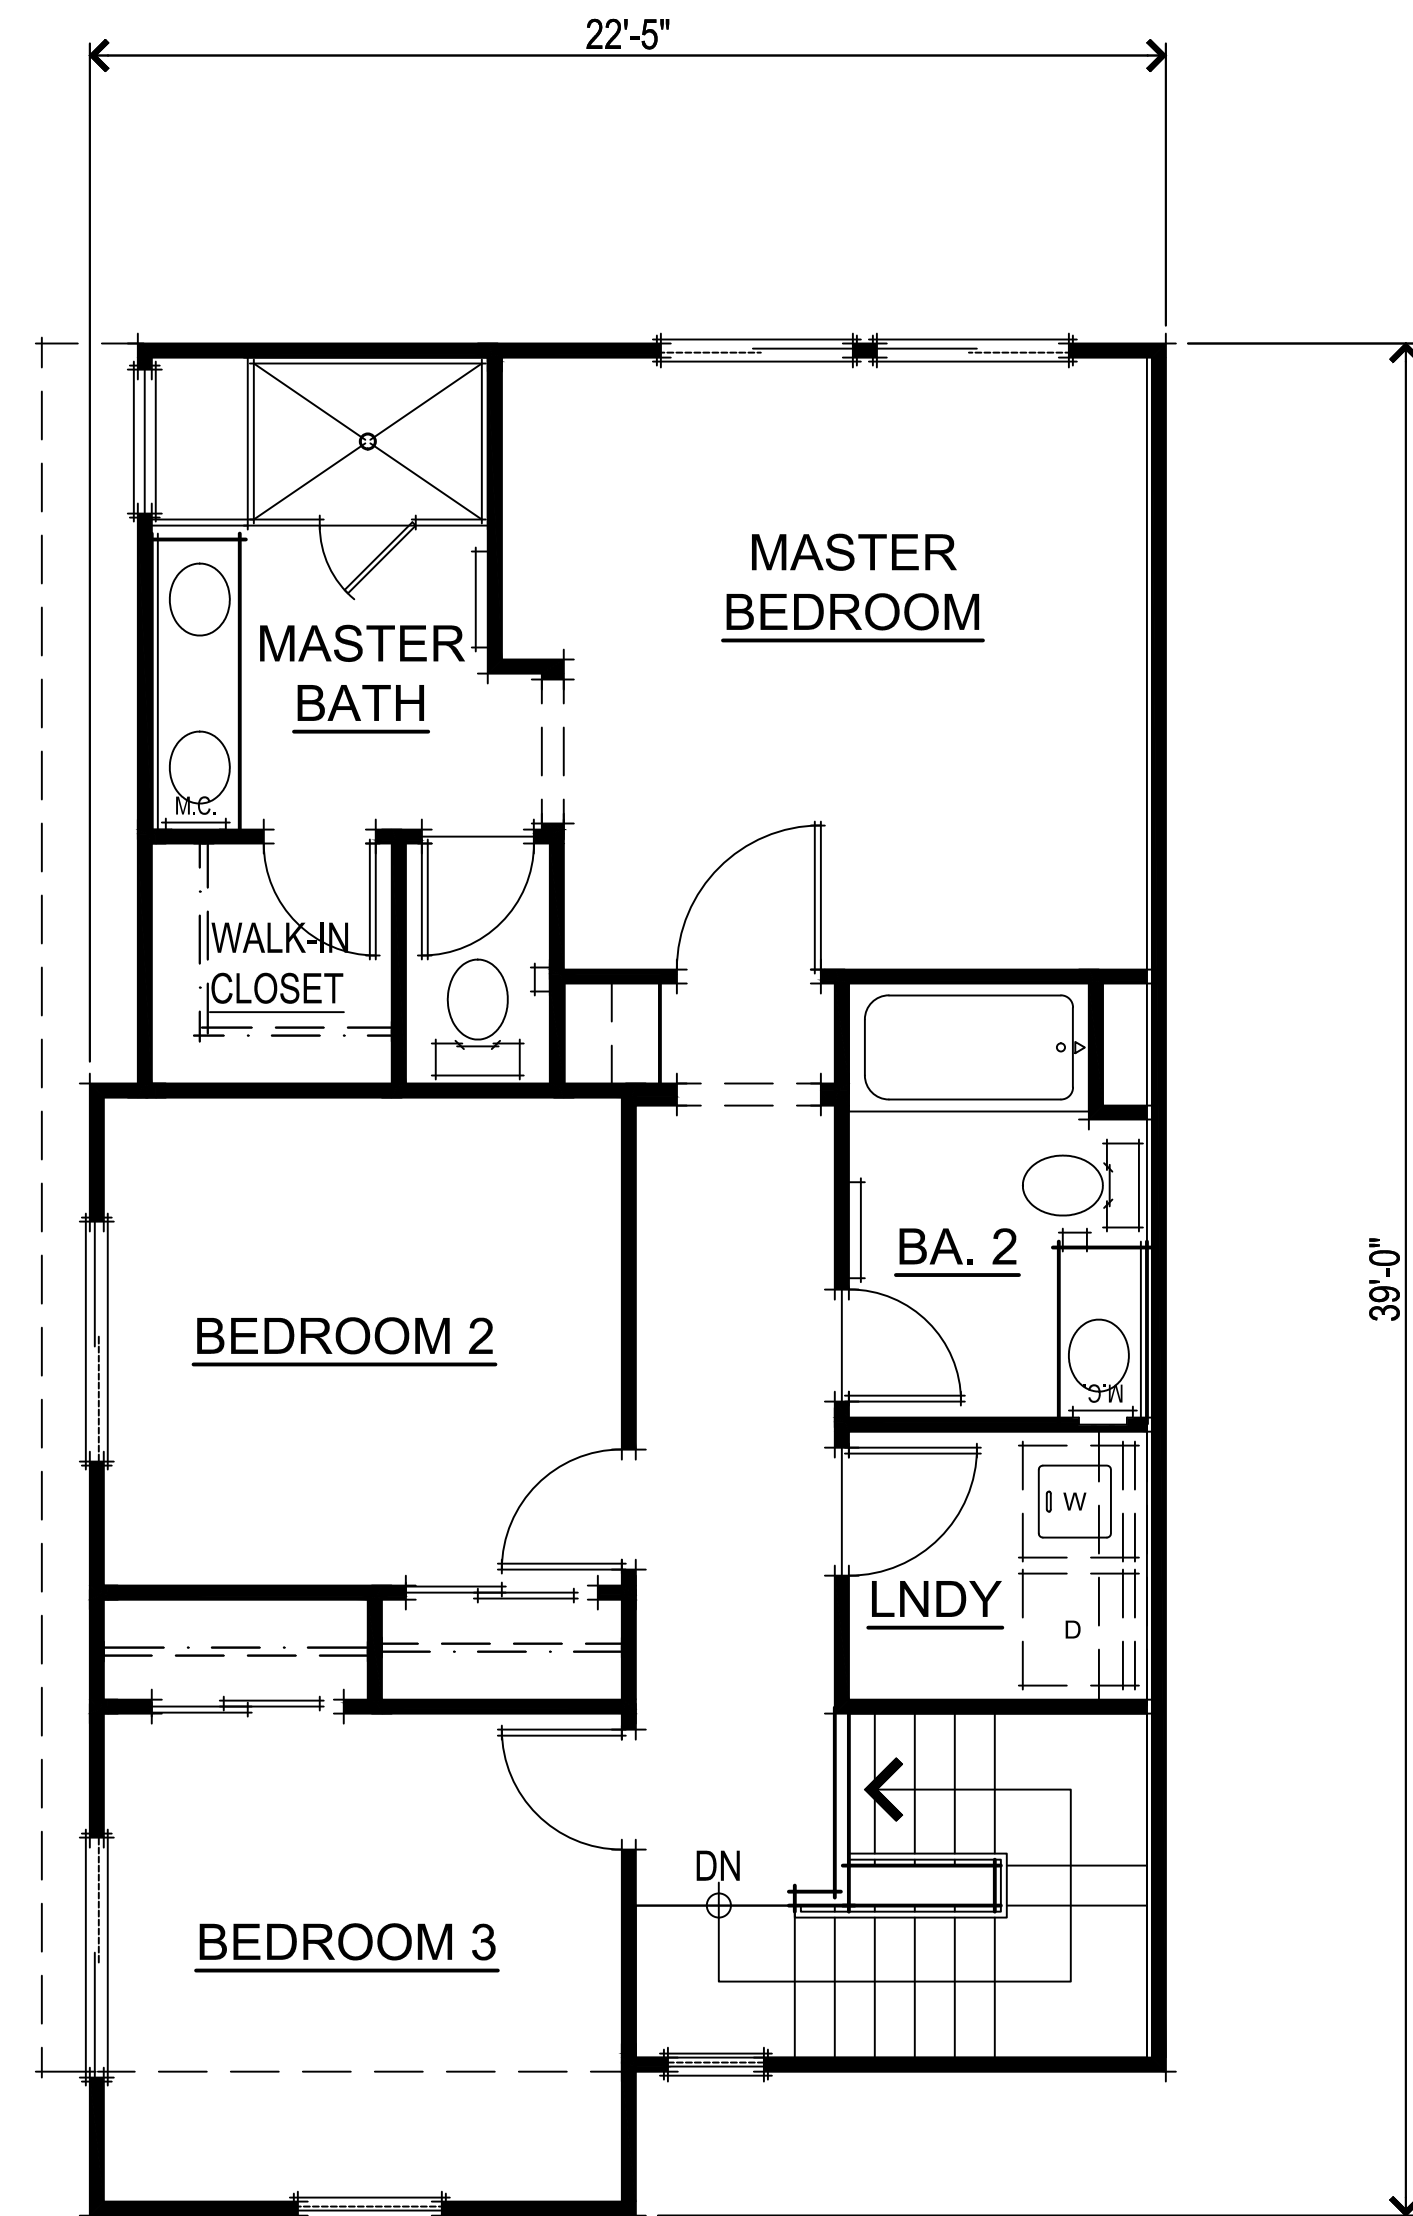 22'-5"
MASTER
BEDROOM
MASTER
BATH
M.C.
WALK-IN
CLOSET
BA. 2
39'-0"
BEDROOM 2
M.C.
W
LNDY
D
DN
BEDROOM 3